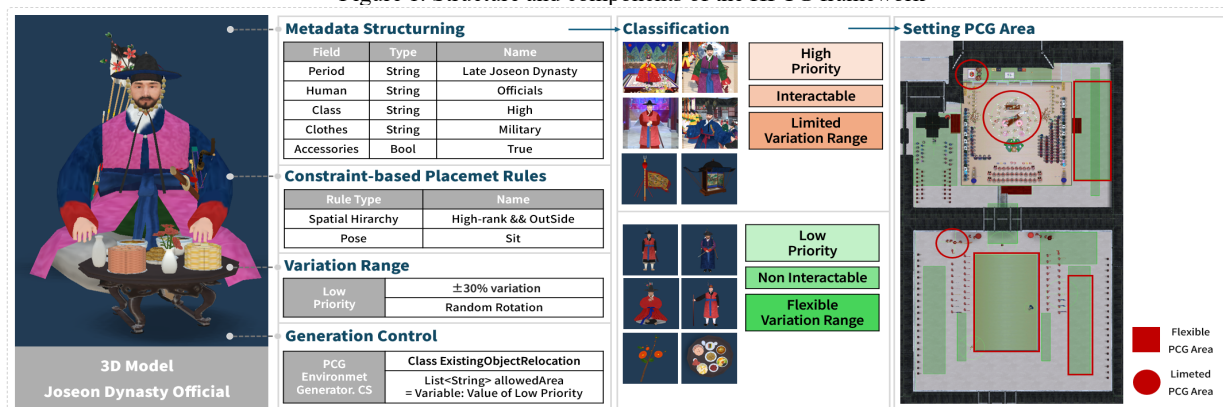 Metadata Structurning
Field Type Name
Period String Late Joseon Dynasty
Human String Officials
Class String High
Clothes String Military
Accessories Bool True
Constraint-based Placemet Rules
Rule Type Name
Spatial Hirarchy High-rank && OutSide
Pose Sit
Variation Range
Low
Priority
±30% variation
Random Rotation
Generation Control
PCG
Environmet
Generator. CS
Class ExistingObjectRelocation
List<String> allowedArea
= Variable: Value of Low Priority
3D Model
Joseon Dynasty Official
Classification
High
Priority
Interactable
Limited
Variation Range
Low
Priority
Non Interactable
Flexible
Variation Range
Setting PCG Area
Flexible
PCG Area
Limeted
PCG Area